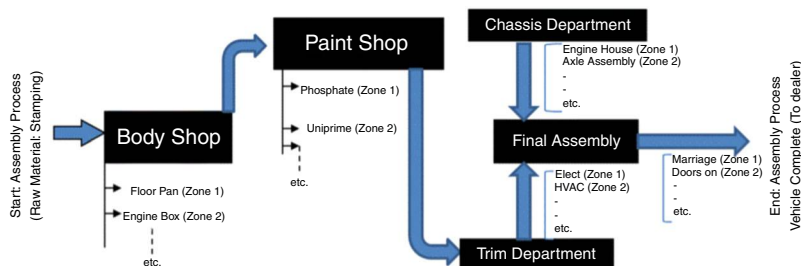 Start: Assembly Process
(Raw Material: Stamping)
Body Shop
Floor Pan (Zone 1)
Engine Box (Zone 2)
etc.
Paint Shop
Phosphate (Zone 1)
Uniprime (Zone 2)
etc.
Chassis Department
Engine House (Zone 1)
Axle Assembly (Zone 2)
-
-
etc.
Final Assembly
Elect (Zone 1)
HVAC (Zone 2)
-
-
etc.
Trim Department
Marriage (Zone 1)
Doors on (Zone 2)
-
-
etc.
End: Assembly Process
Vehicle Complete (To dealer)